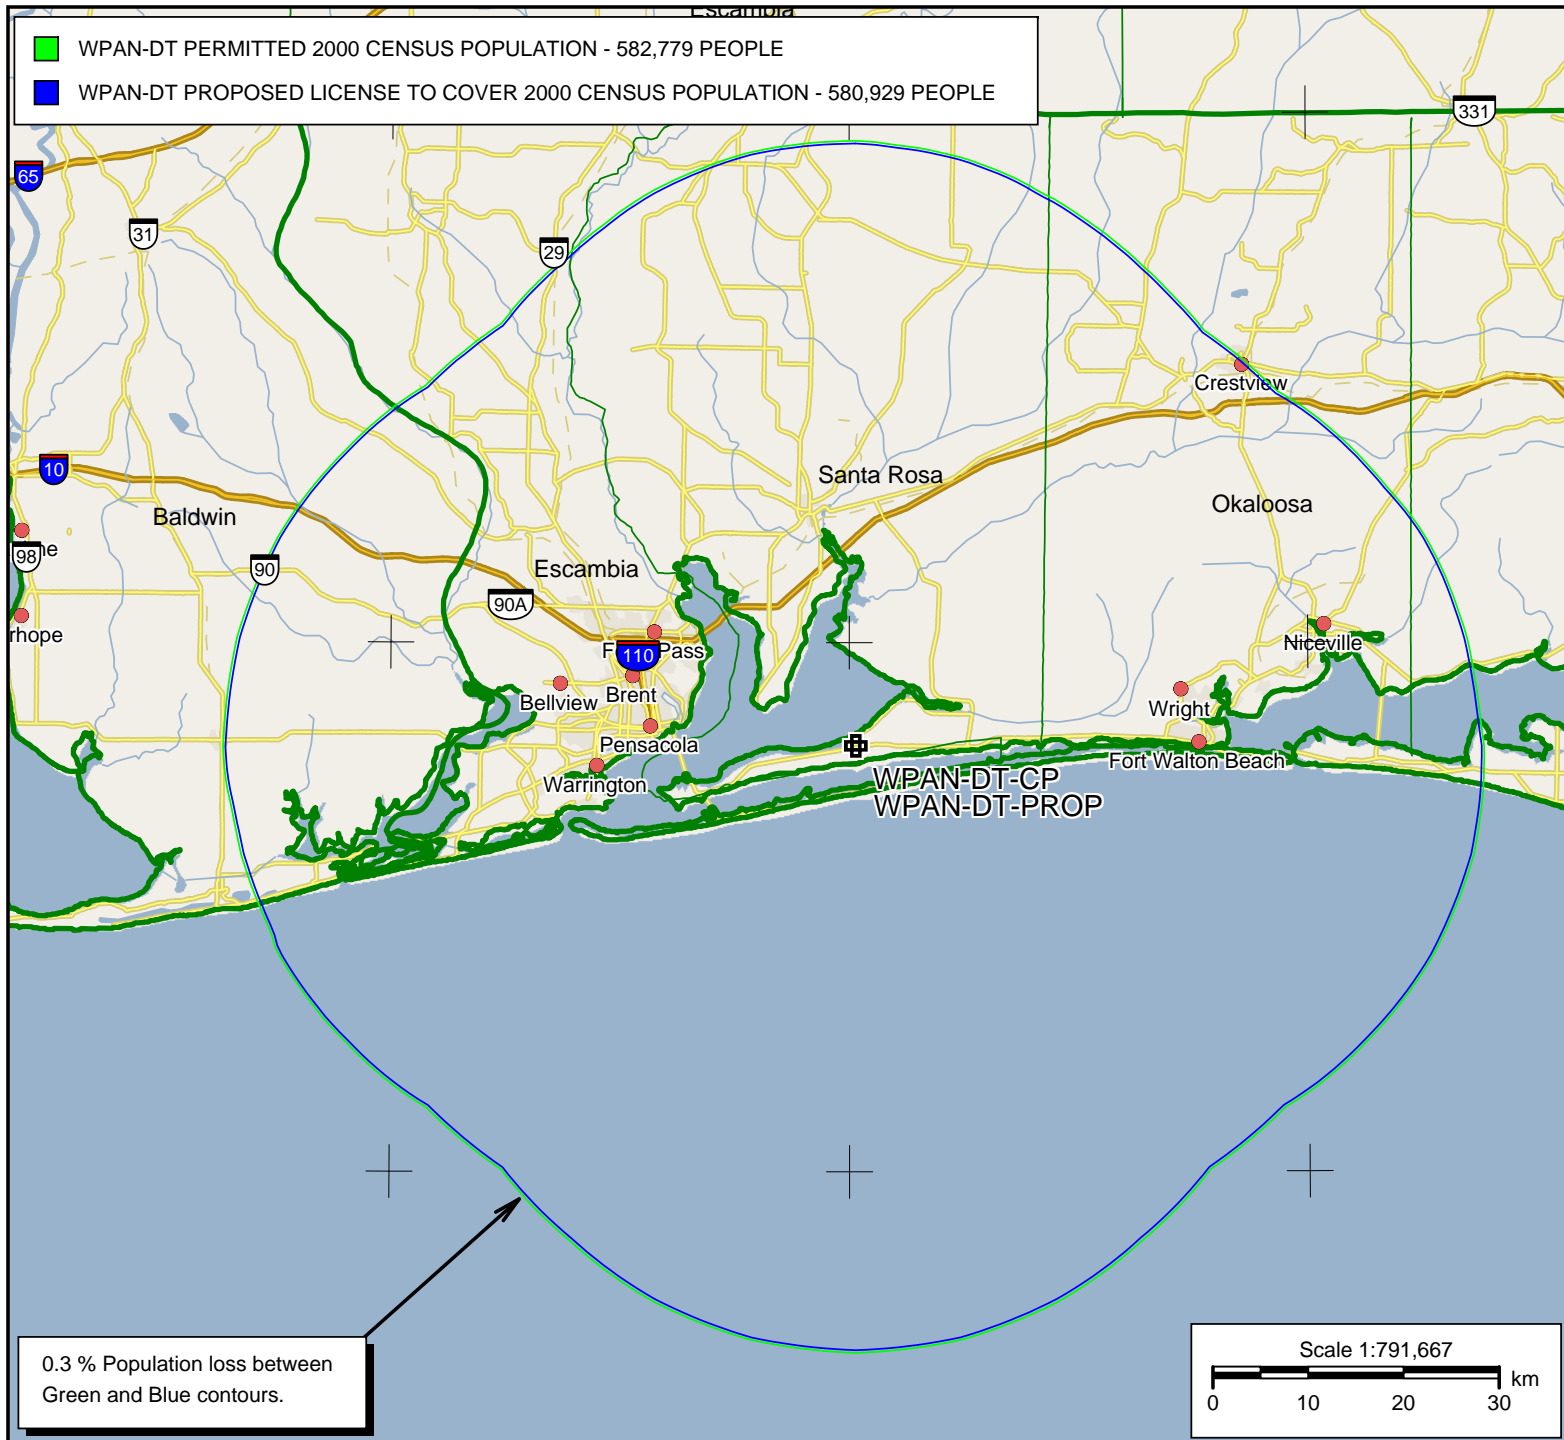 Escambia
WPAN-DT PERMITTED 2000 CENSUS POPULATION - 582,779 PEOPLE
WPAN-DT PROPOSED LICENSE TO COVER 2000 CENSUS POPULATION - 580,929 PEOPLE
331
65
31
29
Crestview
10
Santa Rosa
Okaloosa
Baldwin
98
90
Escambia
90A
rhope
110
Pass
Niceville
Bellview
Brent
Wright
Pensacola
Fort Walton Beach
Warrington
WPAN-DT-CP
WPAN-DT-PROP
0.3 % Population loss between
Green and Blue contours.
Scale 1:791,667
km
0 10 20 30